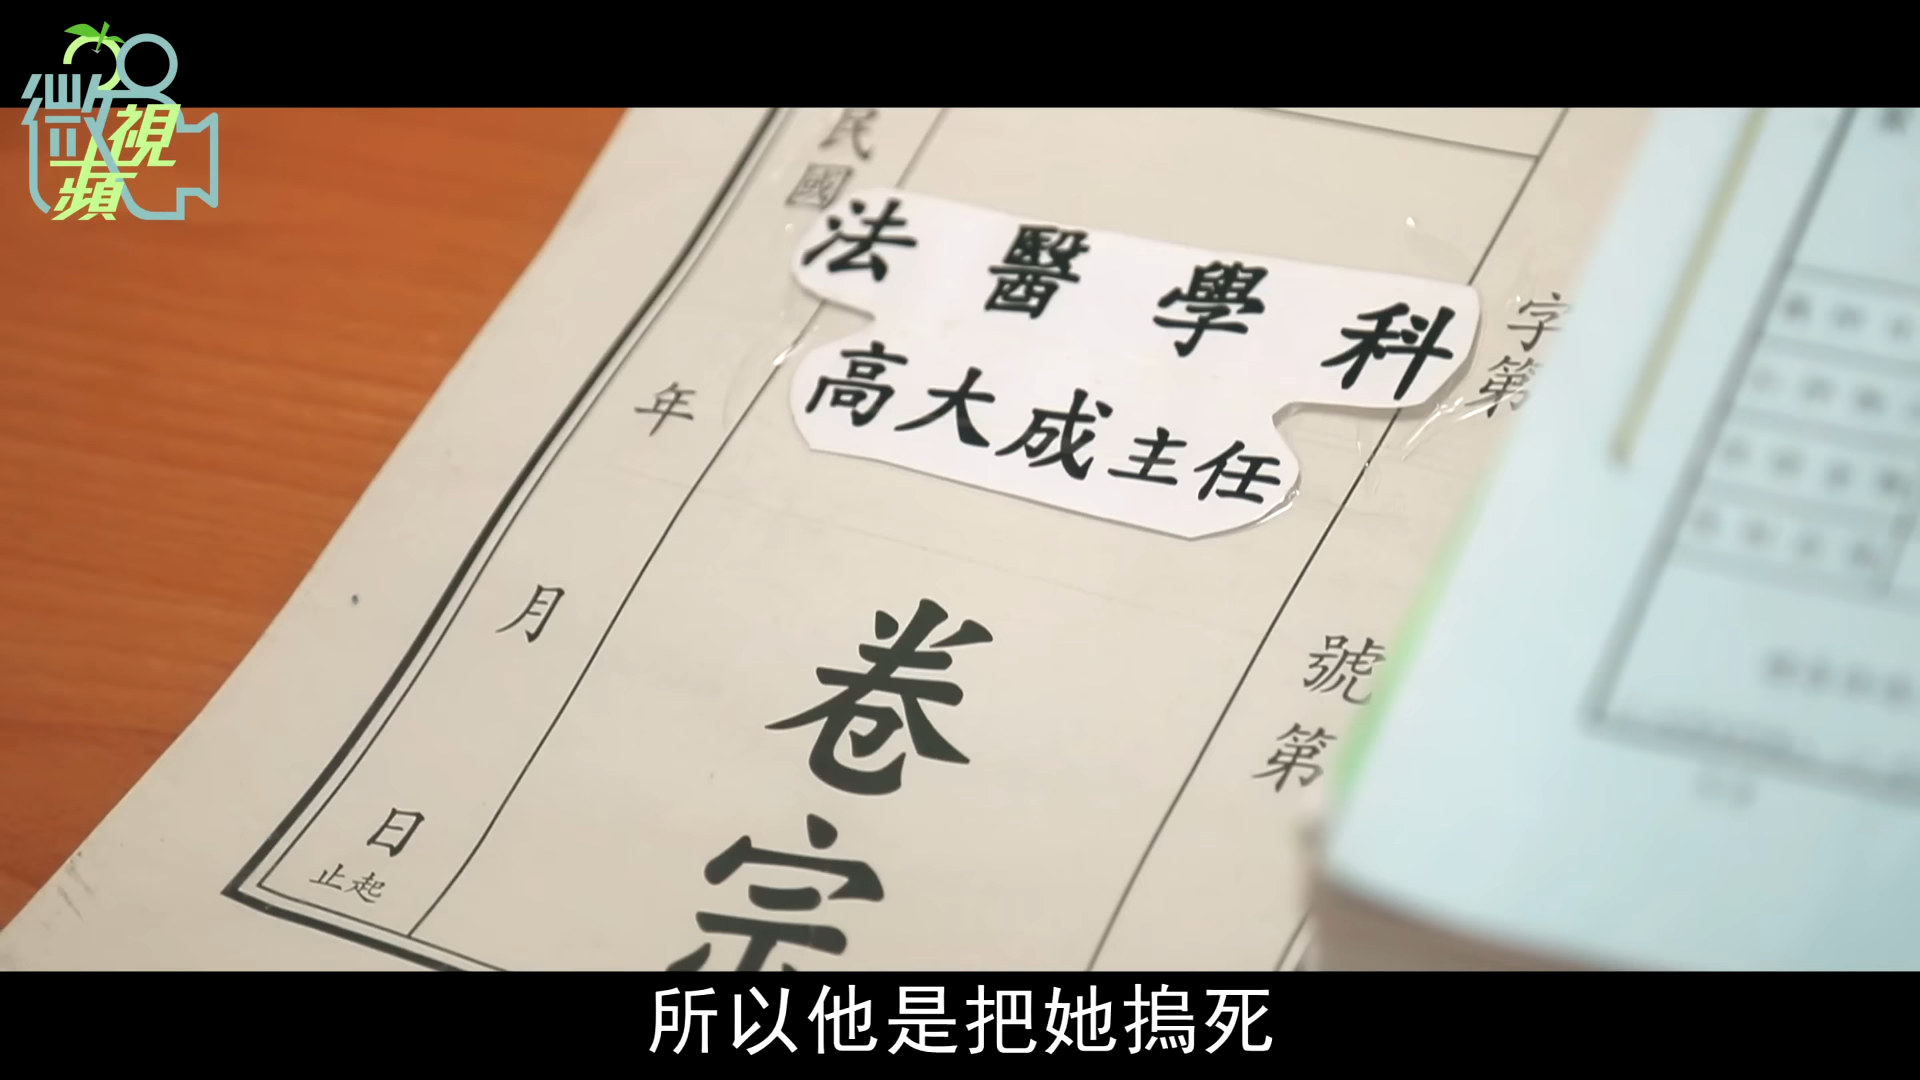 微視頻
民國
年
月
日
止起
法醫學科
高大成主任
卷宗
字第
號第
所以他是把她摀死